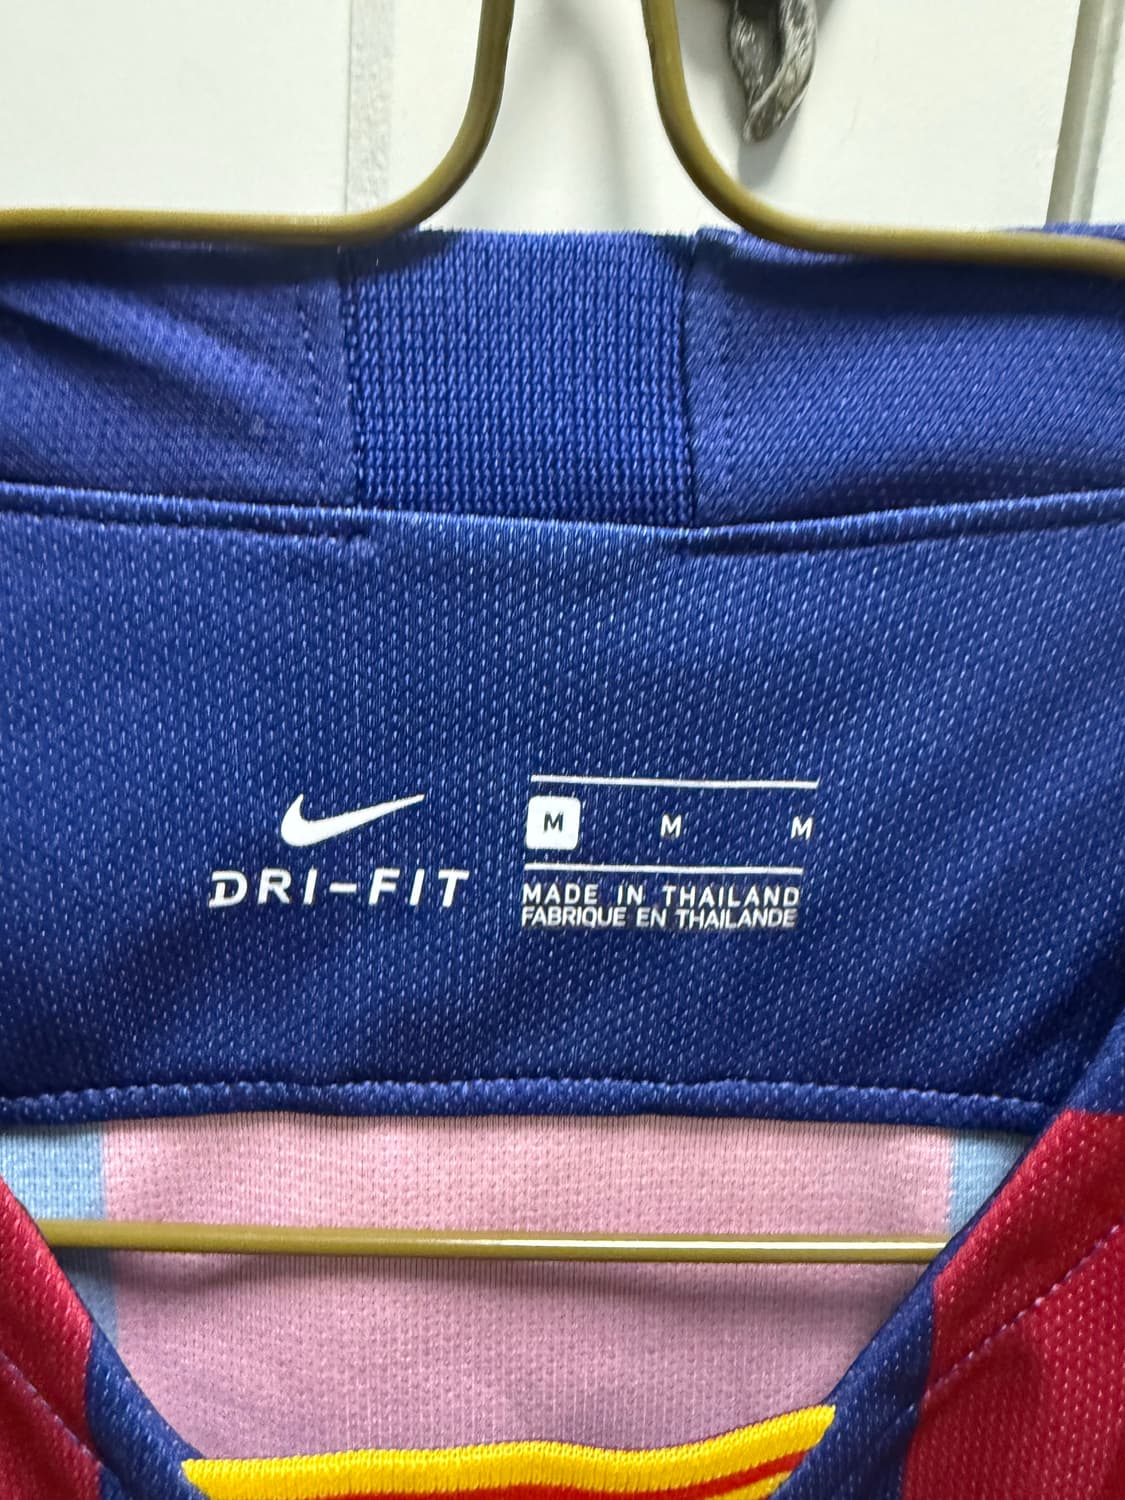 DRI-FIT
M M M
MADE IN THAILAND
FABRIQUE EN THAILANDE